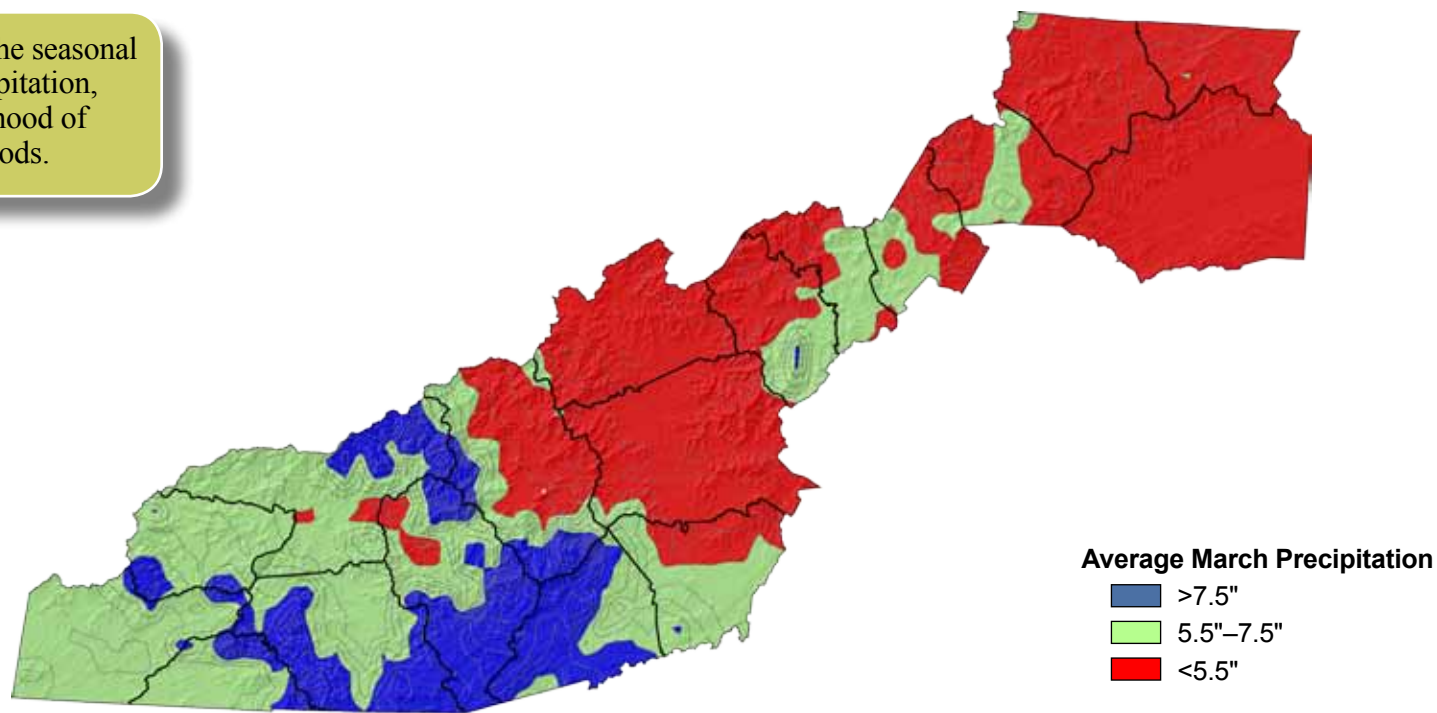 he seasonal
pitation,
hood of
ods.
Average March Precipitation
>7.5"
5.5"–7.5"
<5.5"